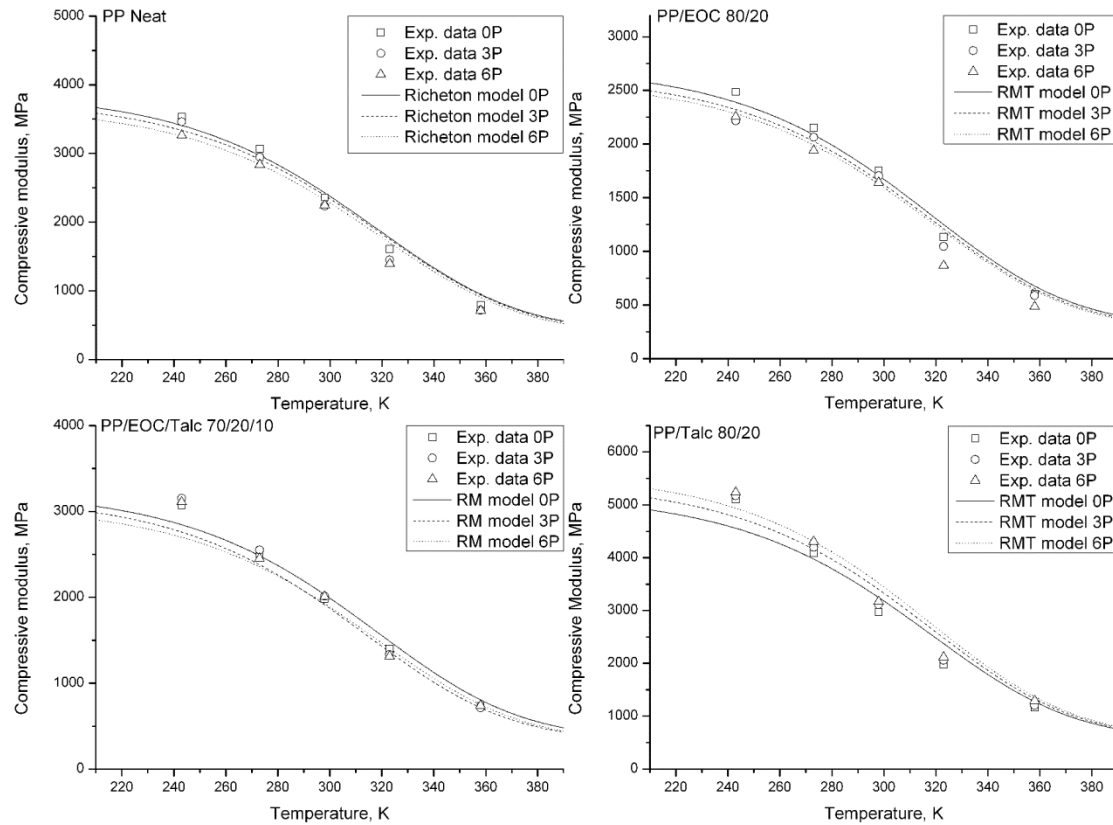 PP Neat
Exp. data 0P
Exp. data 3P
Exp. data 6P
Richeton model 0P
Richeton model 3P
Richeton model 6P
Compressive modulus, MPa
5000
4000
3000
2000
1000
0
220 240 260 280 300 320 340 360 380
Temperature, K
PP/EOC 80/20
Exp. data 0P
Exp. data 3P
Exp. data 6P
RMT model 0P
RMT model 3P
RMT model 6P
Compressive modulus, MPa
3000
2500
2000
1500
1000
500
0
220 240 260 280 300 320 340 360 380
Temperature, K
PP/EOC/Talc 70/20/10
Exp. data 0P
Exp. data 3P
Exp. data 6P
RM model 0P
RM model 3P
RM model 6P
Compressive modulus, MPa
4000
3000
2000
1000
0
220 240 260 280 300 320 340 360 380
Temperature, K
PP/Talc 80/20
Exp. data 0P
Exp. data 3P
Exp. data 6P
RMT model 0P
RMT model 3P
RMT model 6P
Compressive Modulus, MPa
6000
5000
4000
3000
2000
1000
0
220 240 260 280 300 320 340 360 380
Temperature, K